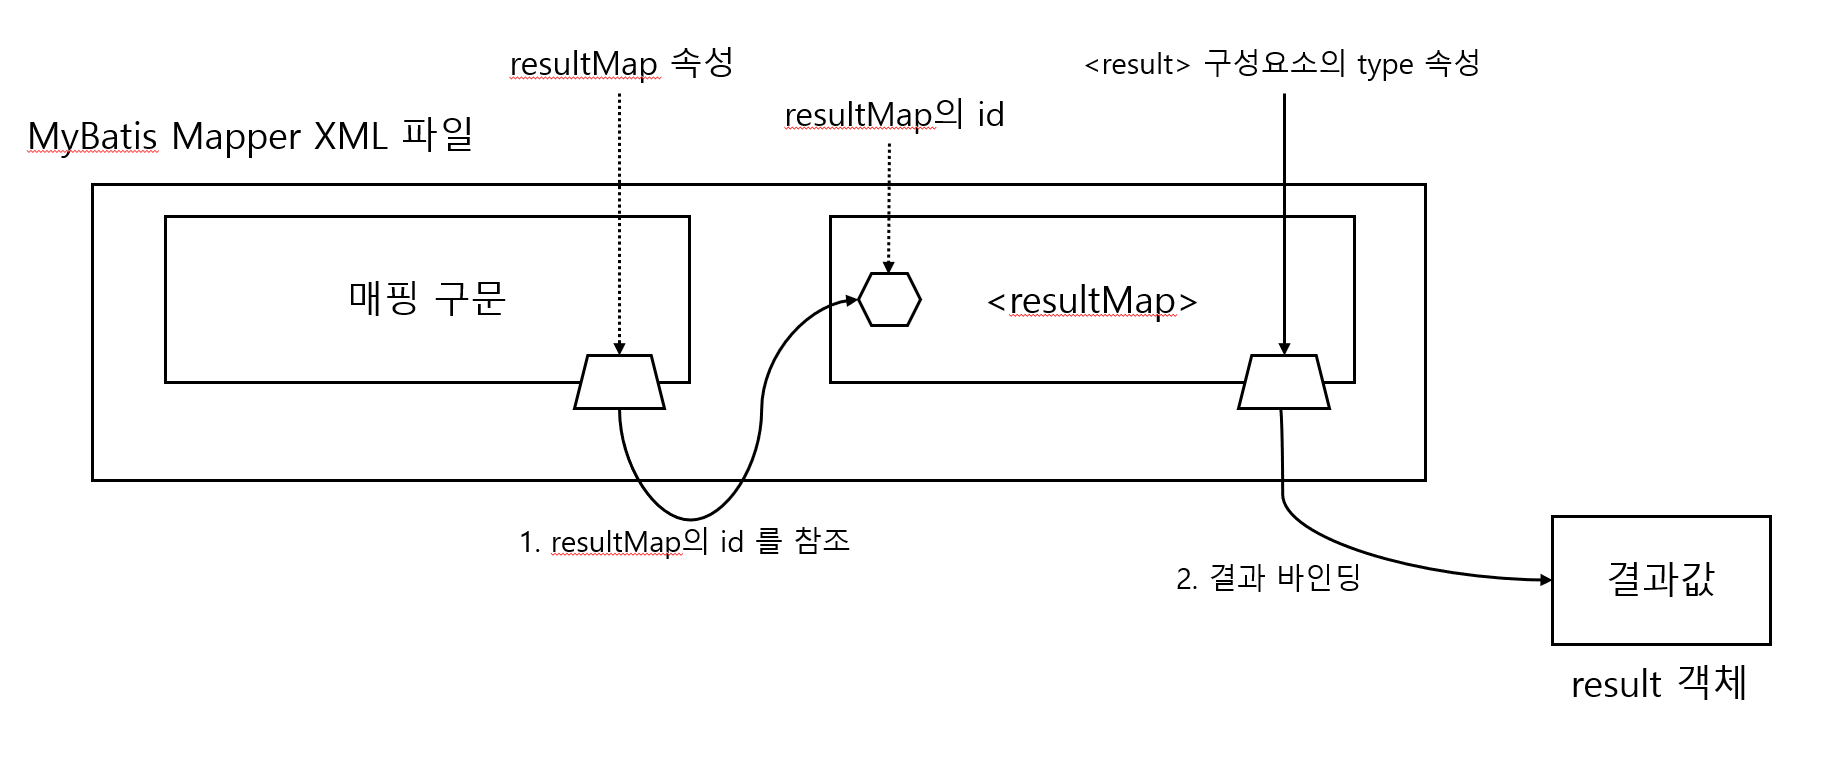 resultMap 속성
<result> 구성요소의 type 속성
resultMap의 id
MyBatis Mapper XML 파일
매핑 구문
<resultMap>
1. resultMap의 id 를 참조
2. 결과 바인딩
결과값
result 객체